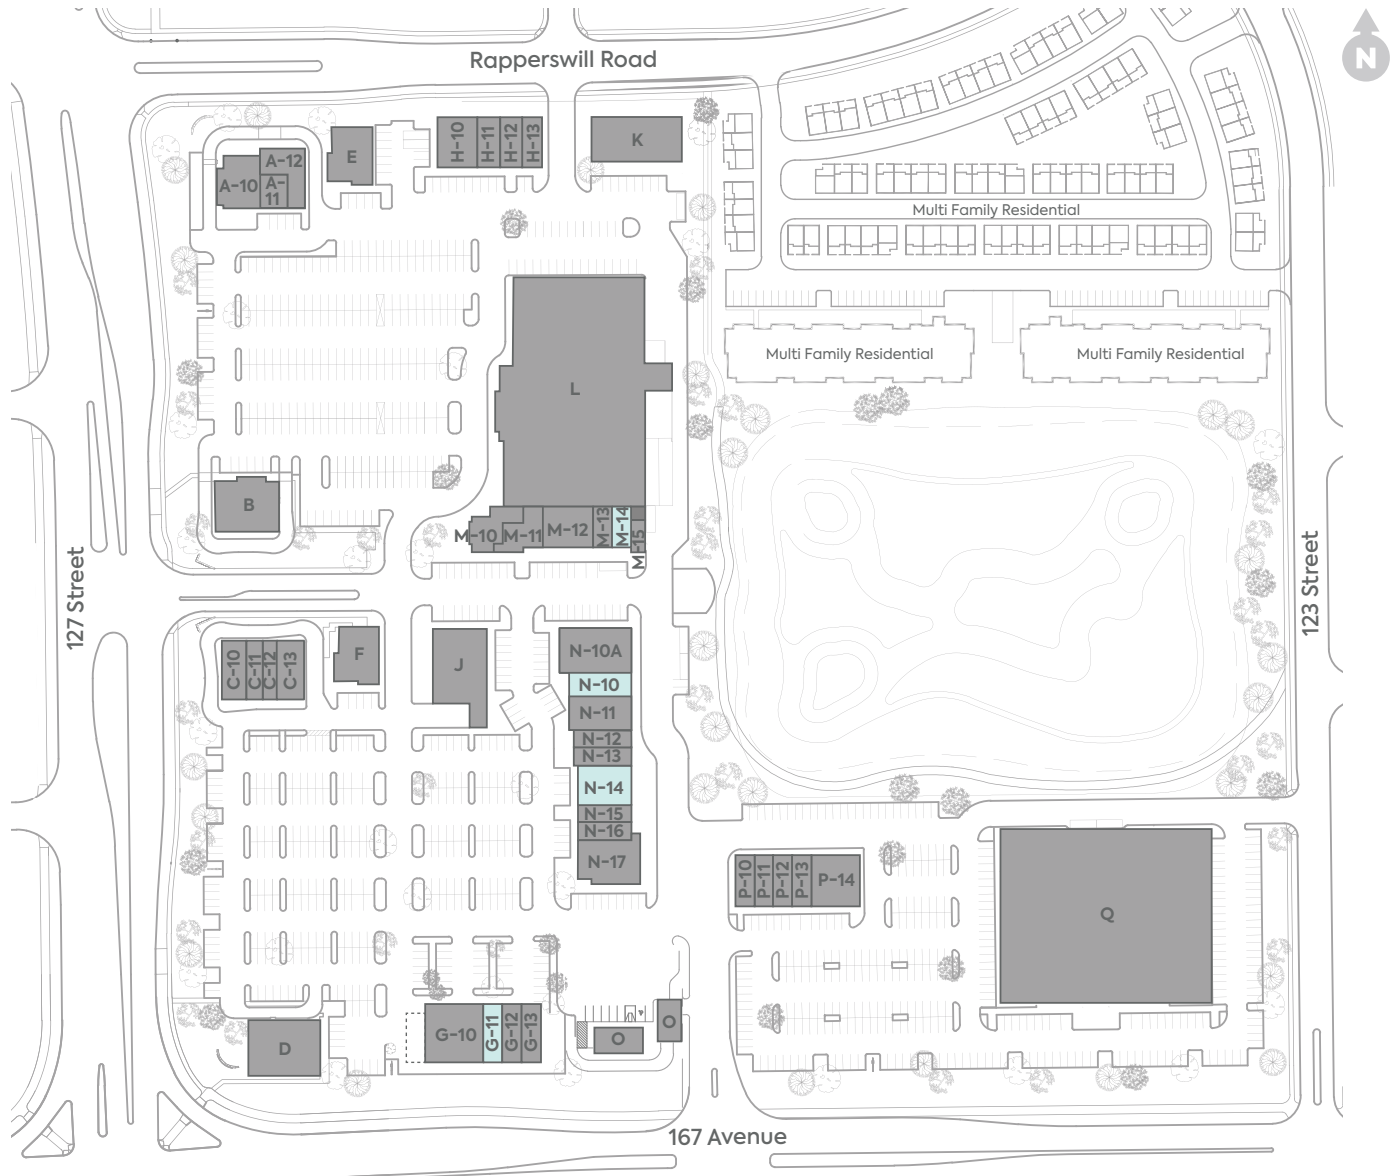 Rapperswill Road
N
H-10
H-11
H-12
H-13
K
E
A-12
A-10
A-
11
Multi Family Residential
Multi Family Residential
Multi Family Residential
L
B
M-10
M-11
M-12
M-13
M-14
M-15
127 Street
123 Street
C-10
C-11
C-12
C-13
F
J
N-10A
N-10
N-11
N-12
N-13
N-14
N-15
N-16
N-17
P-10
P-11
P-12
P-13
P-14
Q
D
G-10
G-11
G-12
G-13
O
O
167 Avenue